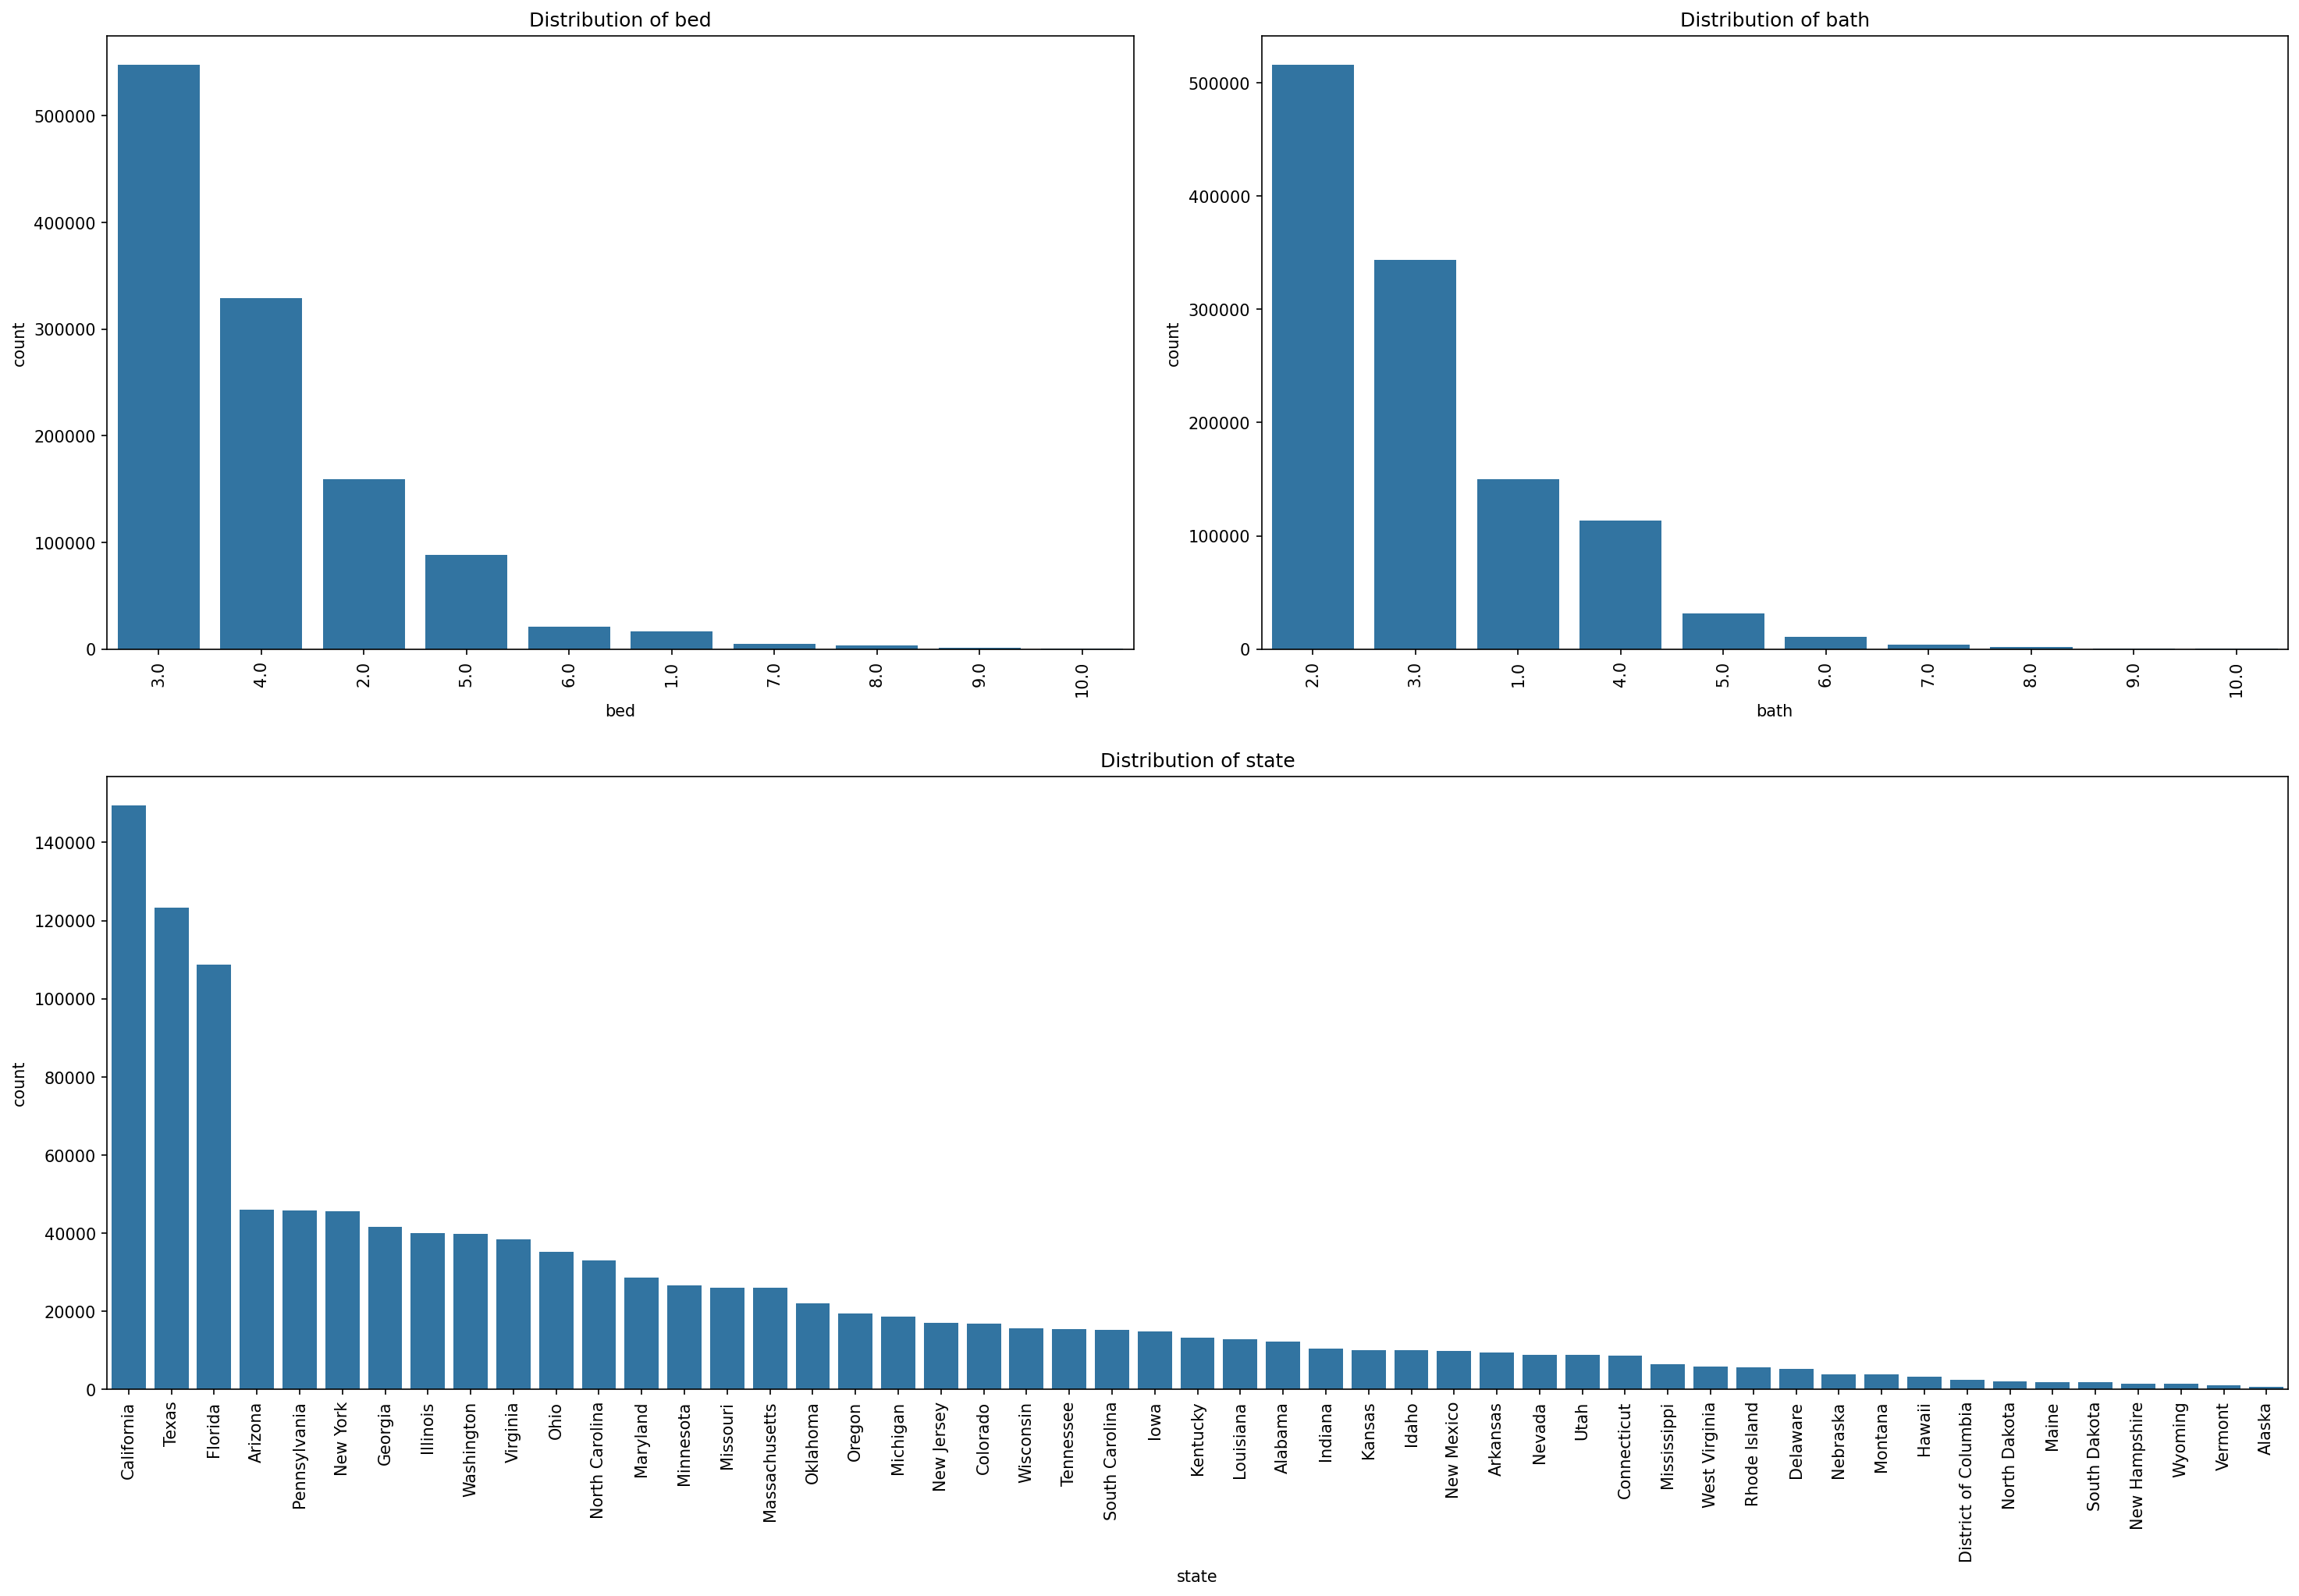 Distribution of bed
500000
400000
300000
200000
100000
0
count
3.0 4.0 2.0 5.0 6.0 1.0 7.0 8.0 9.0 10.0
bed
Distribution of bath
500000
400000
300000
200000
100000
0
count
2.0 3.0 1.0 4.0 5.0 6.0 7.0 8.0 9.0 10.0
bath
Distribution of state
140000
120000
100000
80000
60000
40000
20000
0
count
California
Texas
Florida
Arizona
Pennsylvania
New York
Georgia
Illinois
Washington
Virginia
Ohio
North Carolina
Maryland
Minnesota
Missouri
Massachusetts
Oklahoma
Oregon
Michigan
New Jersey
Colorado
Wisconsin
Tennessee
South Carolina
Iowa
Kentucky
Louisiana
Alabama
Indiana
Kansas
Idaho
New Mexico
Arkansas
Nevada
Utah
Connecticut
Mississippi
West Virginia
Rhode Island
Delaware
Nebraska
Montana
Hawaii
District of Columbia
North Dakota
Maine
South Dakota
New Hampshire
Wyoming
Vermont
Alaska
state